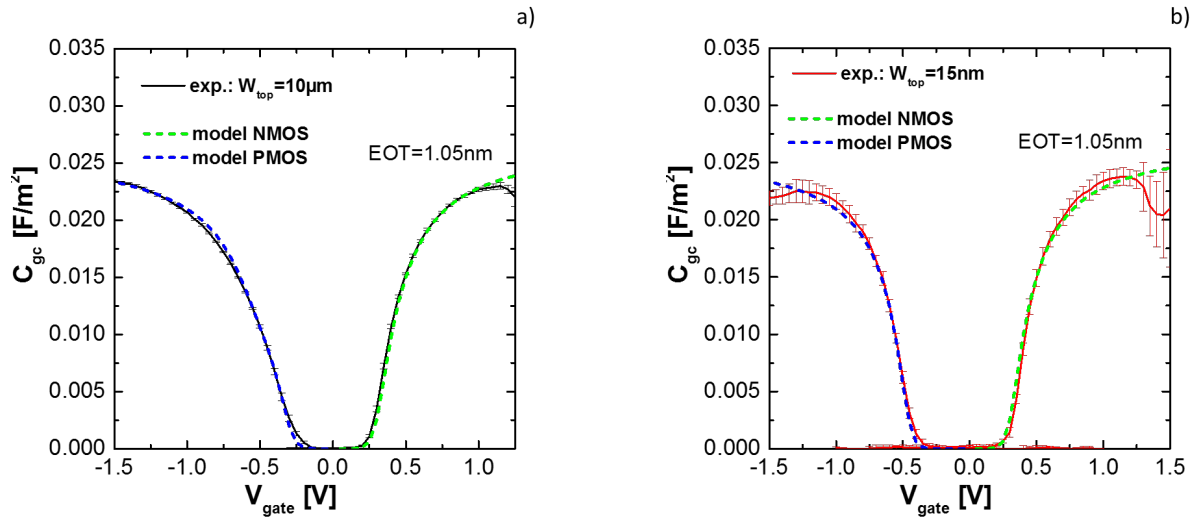 a)
0.035
0.030
0.025
0.020
0.015
0.010
0.005
0.000
C_gc [F/m²]
exp.: W_top=10µm
model NMOS
model PMOS
EOT=1.05nm
-1.5 -1.0 -0.5 0.0 0.5 1.0
V_gate [V]
b)
0.035
0.030
0.025
0.020
0.015
0.010
0.005
0.000
C_gc [F/m²]
exp.: W_top=15nm
model NMOS
model PMOS
EOT=1.05nm
-1.5 -1.0 -0.5 0.0 0.5 1.0 1.5
V_gate [V]